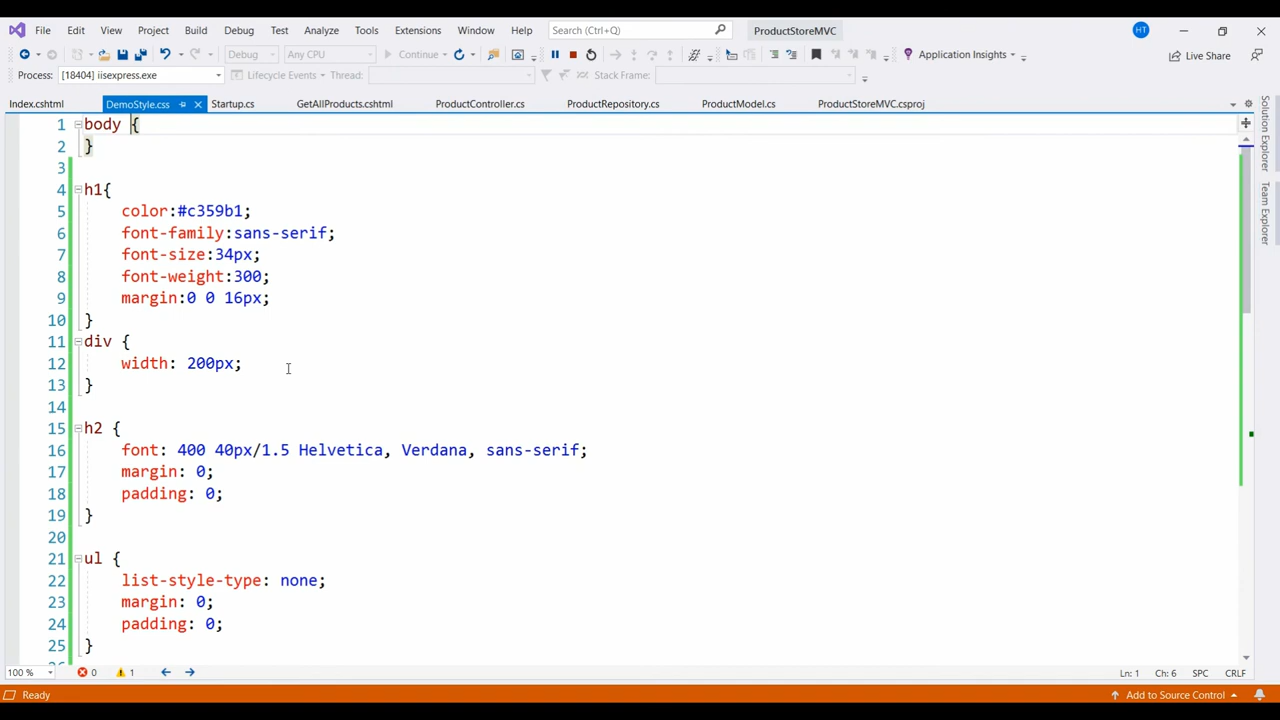 File Edit View Project Build Debug Test Analyze Tools Extensions Window Help Search (Ctrl+Q) ProductStoreMVC HT
Debug Any CPU Continue Application Insights Live Share
Process: [18404] iisexpress.exe Lifecycle Events Thread: Stack Frame:
Index.cshtml DemoStyle.css Startup.cs GetAllProducts.cshtml ProductController.cs ProductRepository.cs ProductModel.cs ProductStoreMVC.csproj
1 body {
2 }
3
4 h1{
5 color:#c359b1;
6 font-family:sans-serif;
7 font-size:34px;
8 font-weight:300;
9 margin:0 0 16px;
10 }
11 div {
12 width: 200px;
13 }
14
15 h2 {
16 font: 400 40px/1.5 Helvetica, Verdana, sans-serif;
17 margin: 0;
18 padding: 0;
19 }
20
21 ul {
22 list-style-type: none;
23 margin: 0;
24 padding: 0;
25 }
26
Solution Explorer
Team Explorer
100 % 0 1 Ln: 1 Ch: 6 SPC CRLF
Ready Add to Source Control